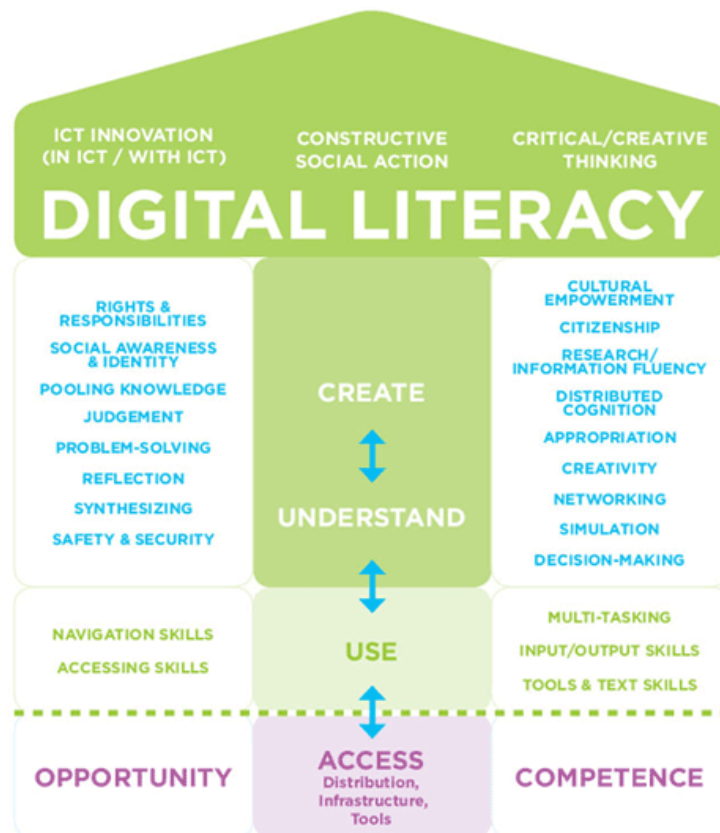 ICT INNOVATION
(IN ICT / WITH ICT)
CONSTRUCTIVE
SOCIAL ACTION
CRITICAL/CREATIVE
THINKING
DIGITAL LITERACY
RIGHTS &
RESPONSIBILITIES
SOCIAL AWARENESS
& IDENTITY
POOLING KNOWLEDGE
JUDGEMENT
PROBLEM-SOLVING
REFLECTION
SYNTHESIZING
SAFETY & SECURITY
CREATE
UNDERSTAND
CULTURAL
EMPOWERMENT
CITIZENSHIP
RESEARCH/
INFORMATION FLUENCY
DISTRIBUTED
COGNITION
APPROPRIATION
CREATIVITY
NETWORKING
SIMULATION
DECISION-MAKING
NAVIGATION SKILLS
ACCESSING SKILLS
USE
MULTI-TASKING
INPUT/OUTPUT SKILLS
TOOLS & TEXT SKILLS
OPPORTUNITY
ACCESS
Distribution,
Infrastructure,
Tools
COMPETENCE